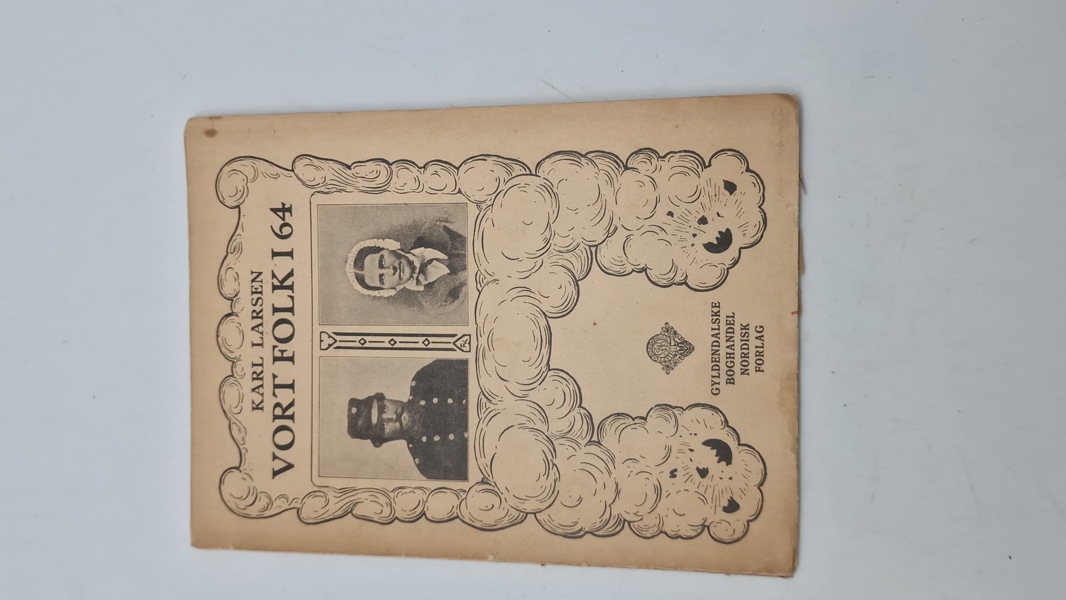 KARL LARSEN
VORT FOLK I 64
GYLDENDALSKE
BOGHANDEL
NORDISK
FORLAG